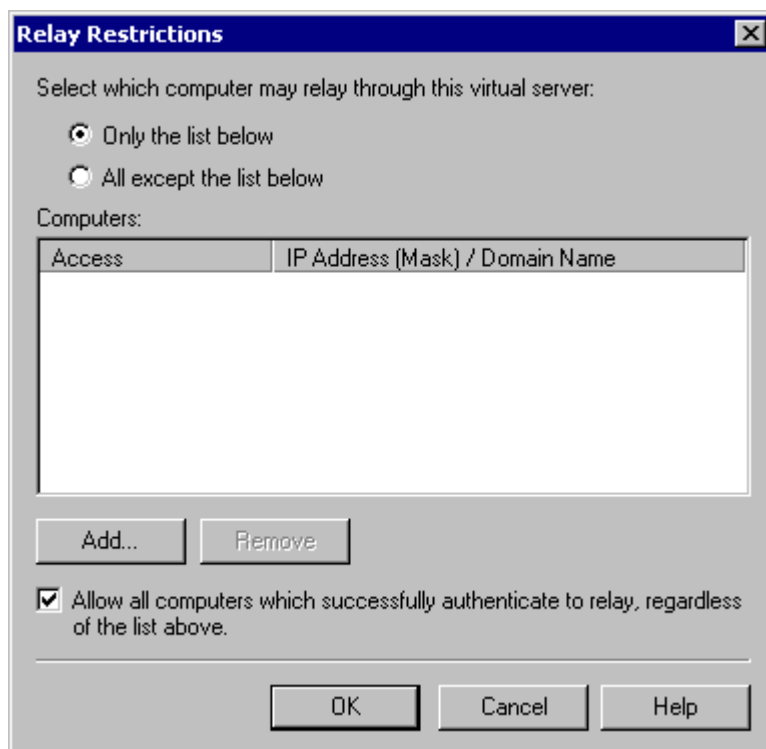 Relay Restrictions
Select which computer may relay through this virtual server:
Only the list below
All except the list below
Computers:
Access IP Address (Mask) / Domain Name
Add... Remove
Allow all computers which successfully authenticate to relay, regardless
of the list above.
OK Cancel Help